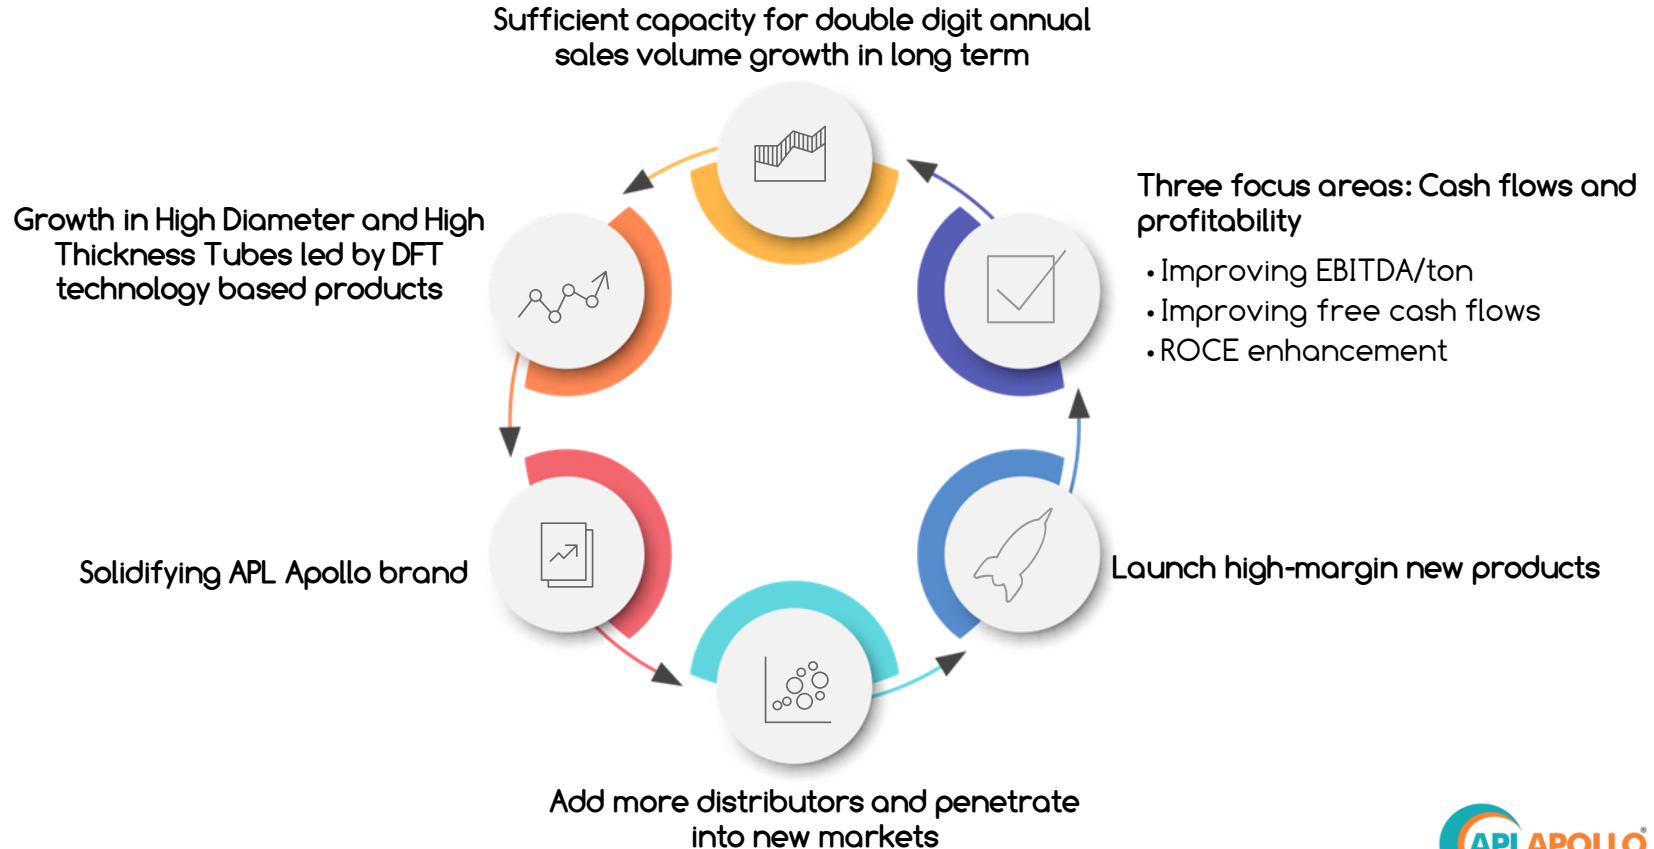 Sufficient capacity for double digit annual
sales volume growth in long term
Three focus areas: Cash flows and
profitability
• Improving EBITDA/ton
• Improving free cash flows
• ROCE enhancement
Growth in High Diameter and High
Thickness Tubes led by DFT
technology based products
Solidifying APL Apollo brand
Launch high-margin new products
Add more distributors and penetrate
into new markets
APL APOLLO®